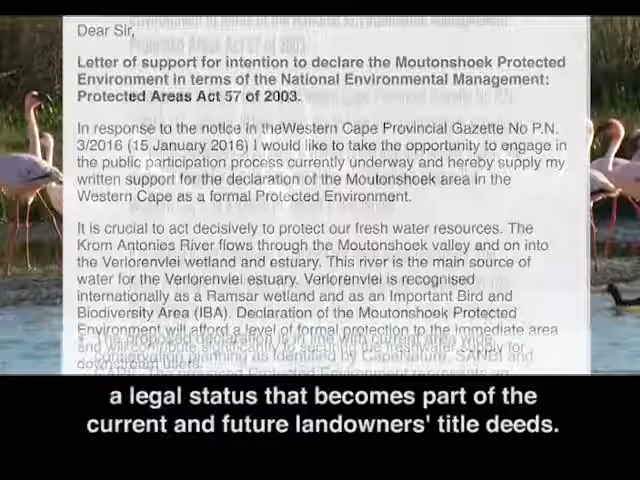 Dear Sir,
Letter of support for intention to declare the Moutonshoek Protected
Environment in terms of the National Environmental Management:
Protected Areas Act 57 of 2003.
In response to the notice in theWestern Cape Provincial Gazette No P.N.
3/2016 (15 January 2016) I would like to take the opportunity to engage in
the public participation process currently underway and hereby supply my
written support for the declaration of the Moutonshoek area in the
Western Cape as a formal Protected Environment.
It is crucial to act decisively to protect our fresh water resources. The
Krom Antonies River flows through the Moutonshoek valley and on into
the Verlorenvlei wetland and estuary. This river is the main source of
water for the Verlorenvlei estuary. Verlorenvlei is recognised
internationally as a Ramsar wetland and as an Important Bird and
Biodiversity Area (IBA). Declaration of the Moutonshoek Protected
Environment will afford a level of formal protection to the immediate area
downstream users.
a legal status that becomes part of the
current and future landowners' title deeds.